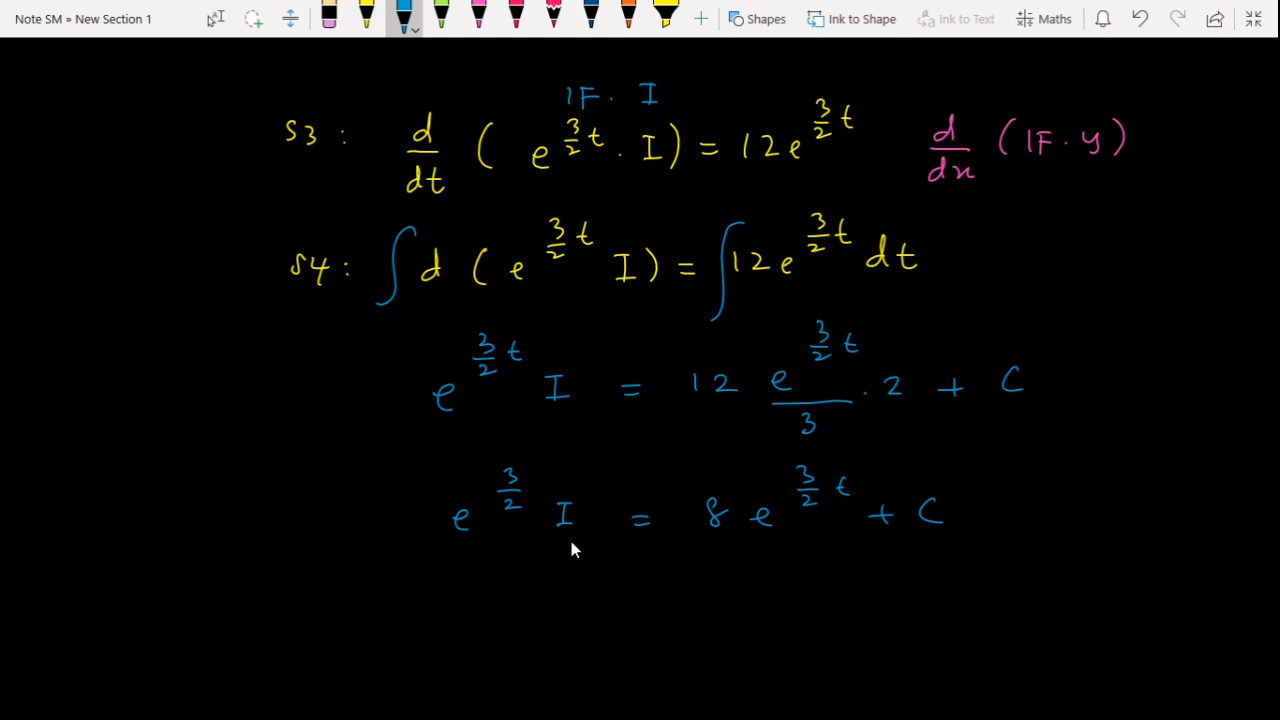 Note SM » New Section 1 Shapes Ink to Shape Ink to Text Maths
IF . I
S3 : d/dt ( e^{3/2 t} . I ) = 12e^{3/2 t} d/dx ( IF . y )
S4 : ∫ d ( e^{3/2 t} I ) = ∫ 12e^{3/2 t} dt
e^{3/2 t} I = 12 e^{3/2 t}/3 . 2 + C
e^{3/2} I = 8 e^{3/2 t} + C